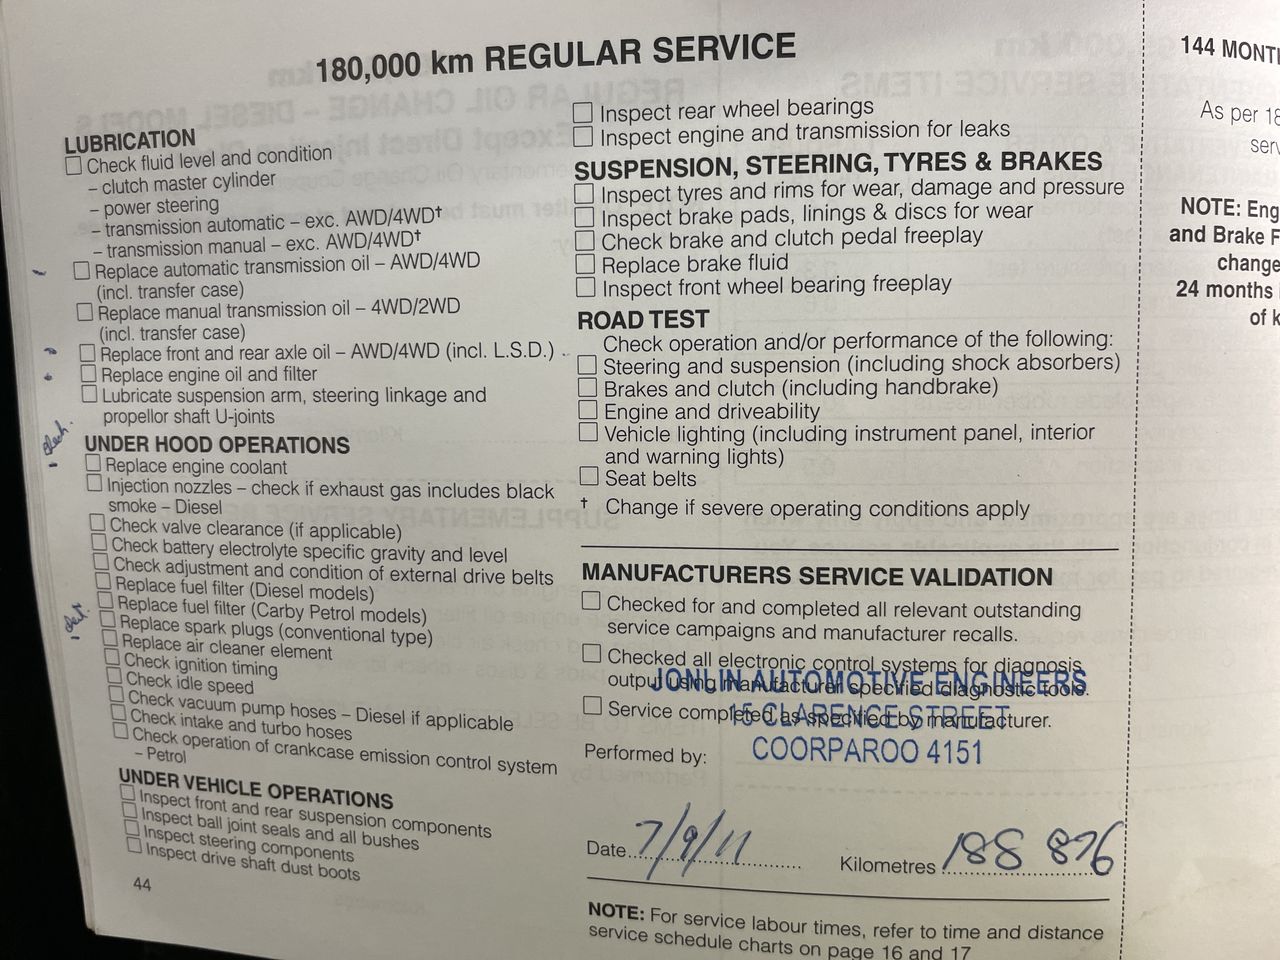 180,000 km REGULAR SERVICE
LUBRICATION
Check fluid level and condition
– clutch master cylinder
– power steering
– transmission automatic – exc. AWD/4WD†
– transmission manual – exc. AWD/4WD†
Replace automatic transmission oil – AWD/4WD
(incl. transfer case)
Replace manual transmission oil – 4WD/2WD
(incl. transfer case)
Replace front and rear axle oil – AWD/4WD (incl. L.S.D.)
Replace engine oil and filter
Lubricate suspension arm, steering linkage and
propellor shaft U-joints
UNDER HOOD OPERATIONS
Replace engine coolant
Injection nozzles – check if exhaust gas includes black
smoke – Diesel
Check valve clearance (if applicable)
Check battery electrolyte specific gravity and level
Check adjustment and condition of external drive belts
Replace fuel filter (Diesel models)
Replace fuel filter (Carby Petrol models)
Replace spark plugs (conventional type)
Replace air cleaner element
Check ignition timing
Check idle speed
Check vacuum pump hoses – Diesel if applicable
Check intake and turbo hoses
Check operation of crankcase emission control system
– Petrol
UNDER VEHICLE OPERATIONS
Inspect front and rear suspension components
Inspect ball joint seals and all bushes
Inspect steering components
Inspect drive shaft dust boots
44
Inspect rear wheel bearings
Inspect engine and transmission for leaks
SUSPENSION, STEERING, TYRES & BRAKES
Inspect tyres and rims for wear, damage and pressure
Inspect brake pads, linings & discs for wear
Check brake and clutch pedal freeplay
Replace brake fluid
Inspect front wheel bearing freeplay
ROAD TEST
Check operation and/or performance of the following:
Steering and suspension (including shock absorbers)
Brakes and clutch (including handbrake)
Engine and driveability
Vehicle lighting (including instrument panel, interior
and warning lights)
Seat belts
† Change if severe operating conditions apply
MANUFACTURERS SERVICE VALIDATION
Checked for and completed all relevant outstanding
service campaigns and manufacturer recalls.
Checked all electronic control systems for diagnosis
output using manufacturer specified diagnostic tools.
JONLIN AUTOMOTIVE ENGINEERS
Service completed as specified by manufacturer.
15 CLARENCE STREET
Performed by:
COORPAROO 4151
Date 7/9/11
Kilometres 188 876
NOTE: For service labour times, refer to time and distance
service schedule charts on page 16 and 17
144 MONT
As per 18
serv
NOTE: Eng
and Brake F
change
24 months
of k